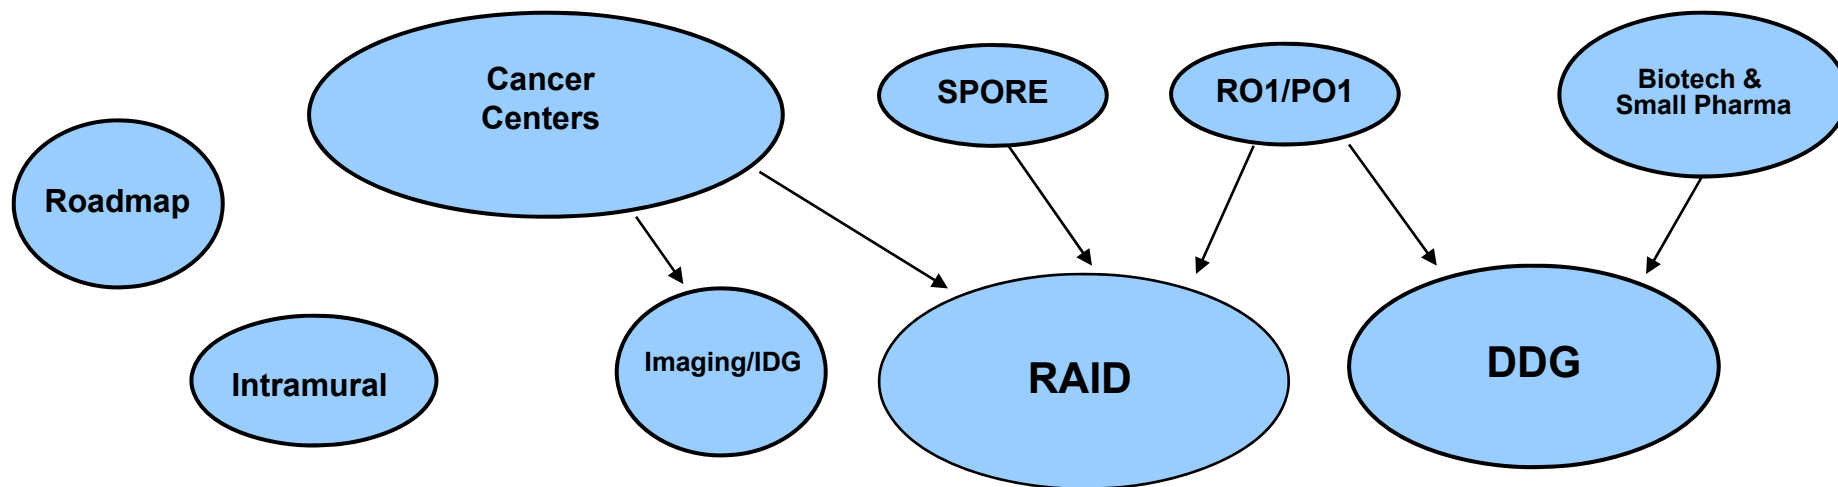 Cancer
Centers
SPORE
RO1/PO1
Biotech &
Small Pharma
Roadmap
Intramural
Imaging/IDG
RAID
DDG